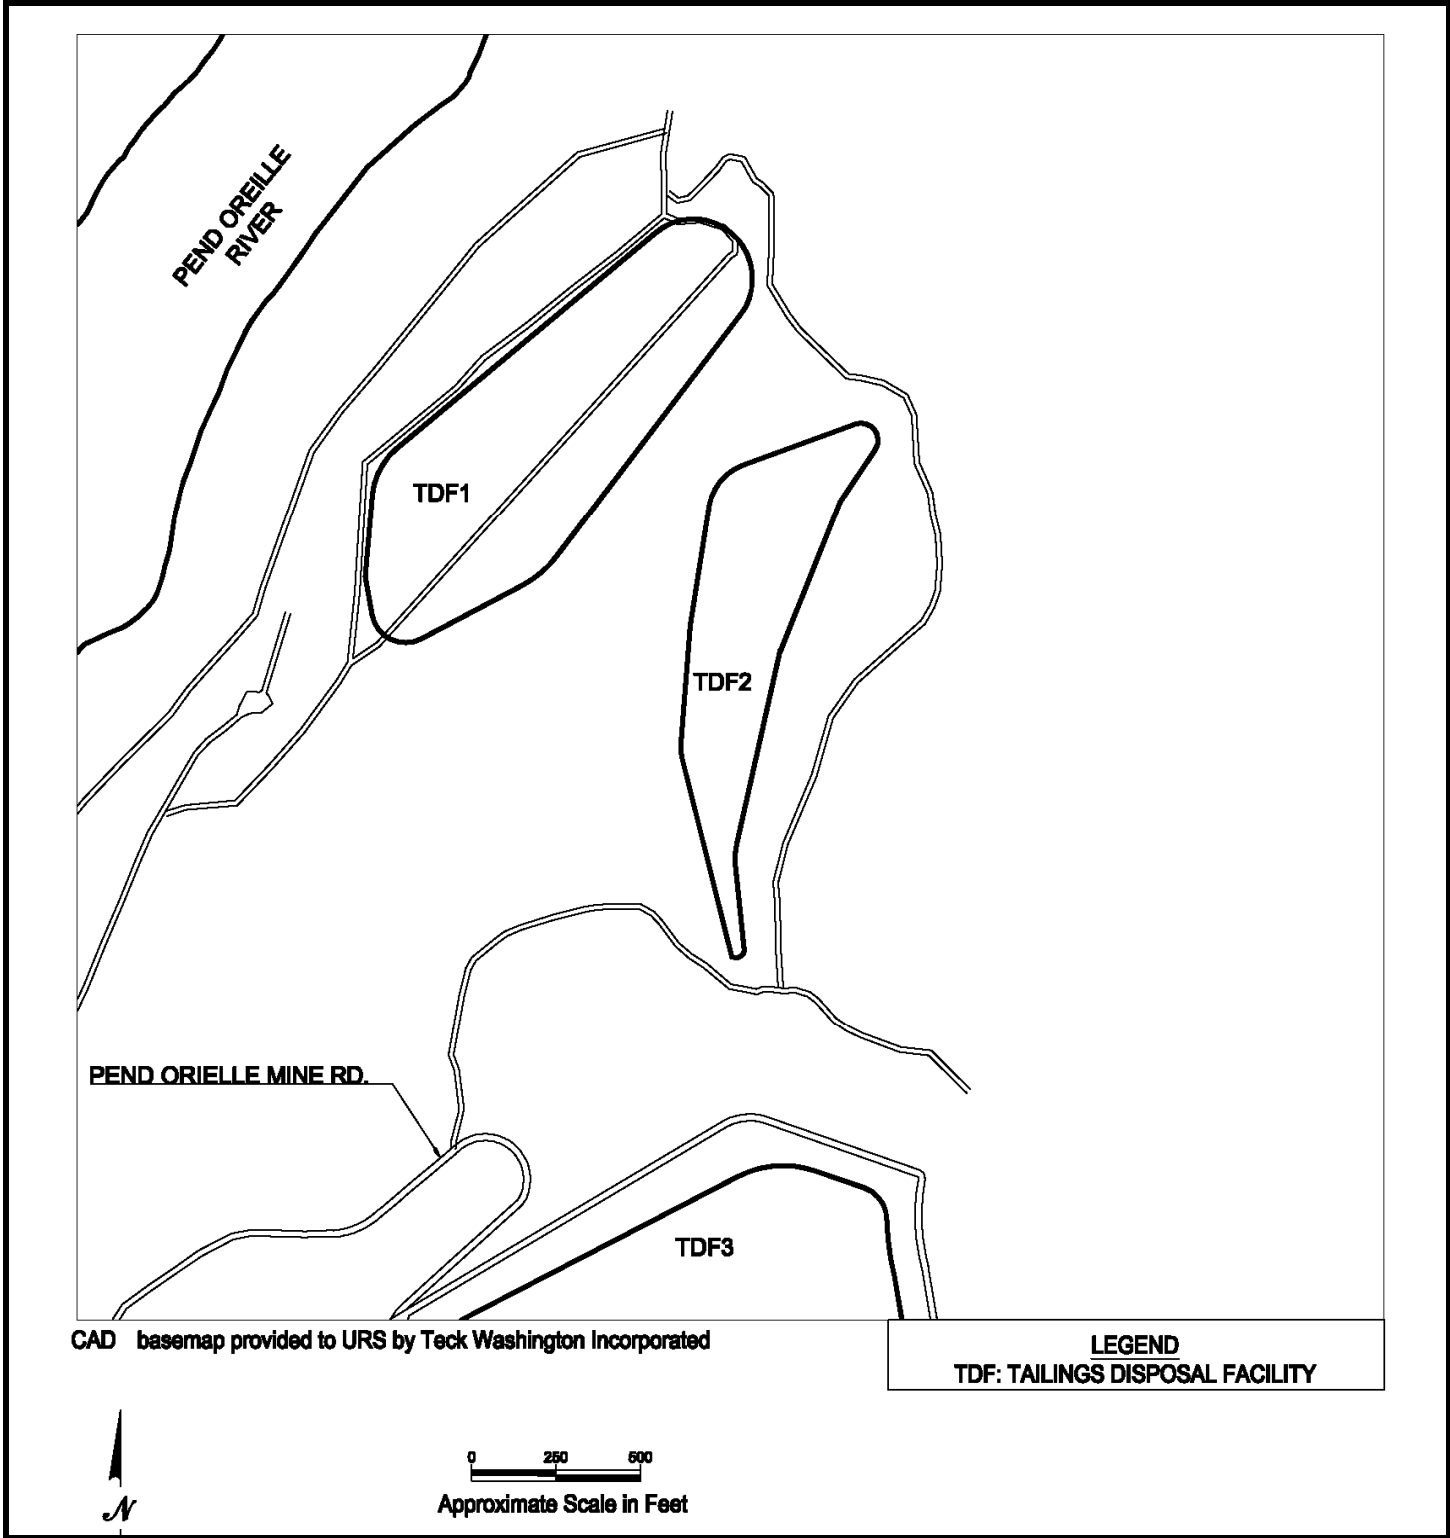 PEND OREILLE
RIVER
TDF1
TDF2
PEND ORIELLE MINE RD.
TDF3
CAD basemap provided to URS by Teck Washington Incorporated
LEGEND
TDF: TAILINGS DISPOSAL FACILITY
0 250 500
Approximate Scale in Feet
N